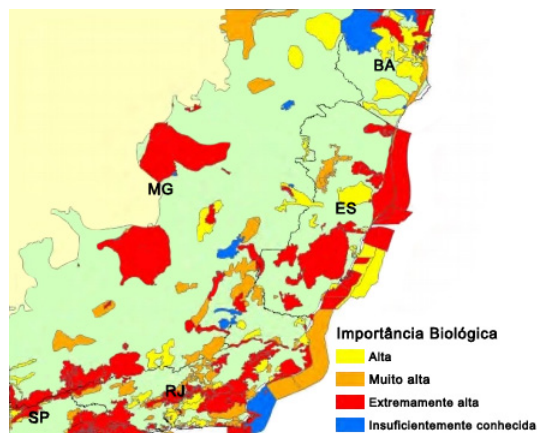 BA
MG
ES
RJ
SP
Importância Biológica
Alta
Muito alta
Extremamente alta
Insuficientemente conhecida